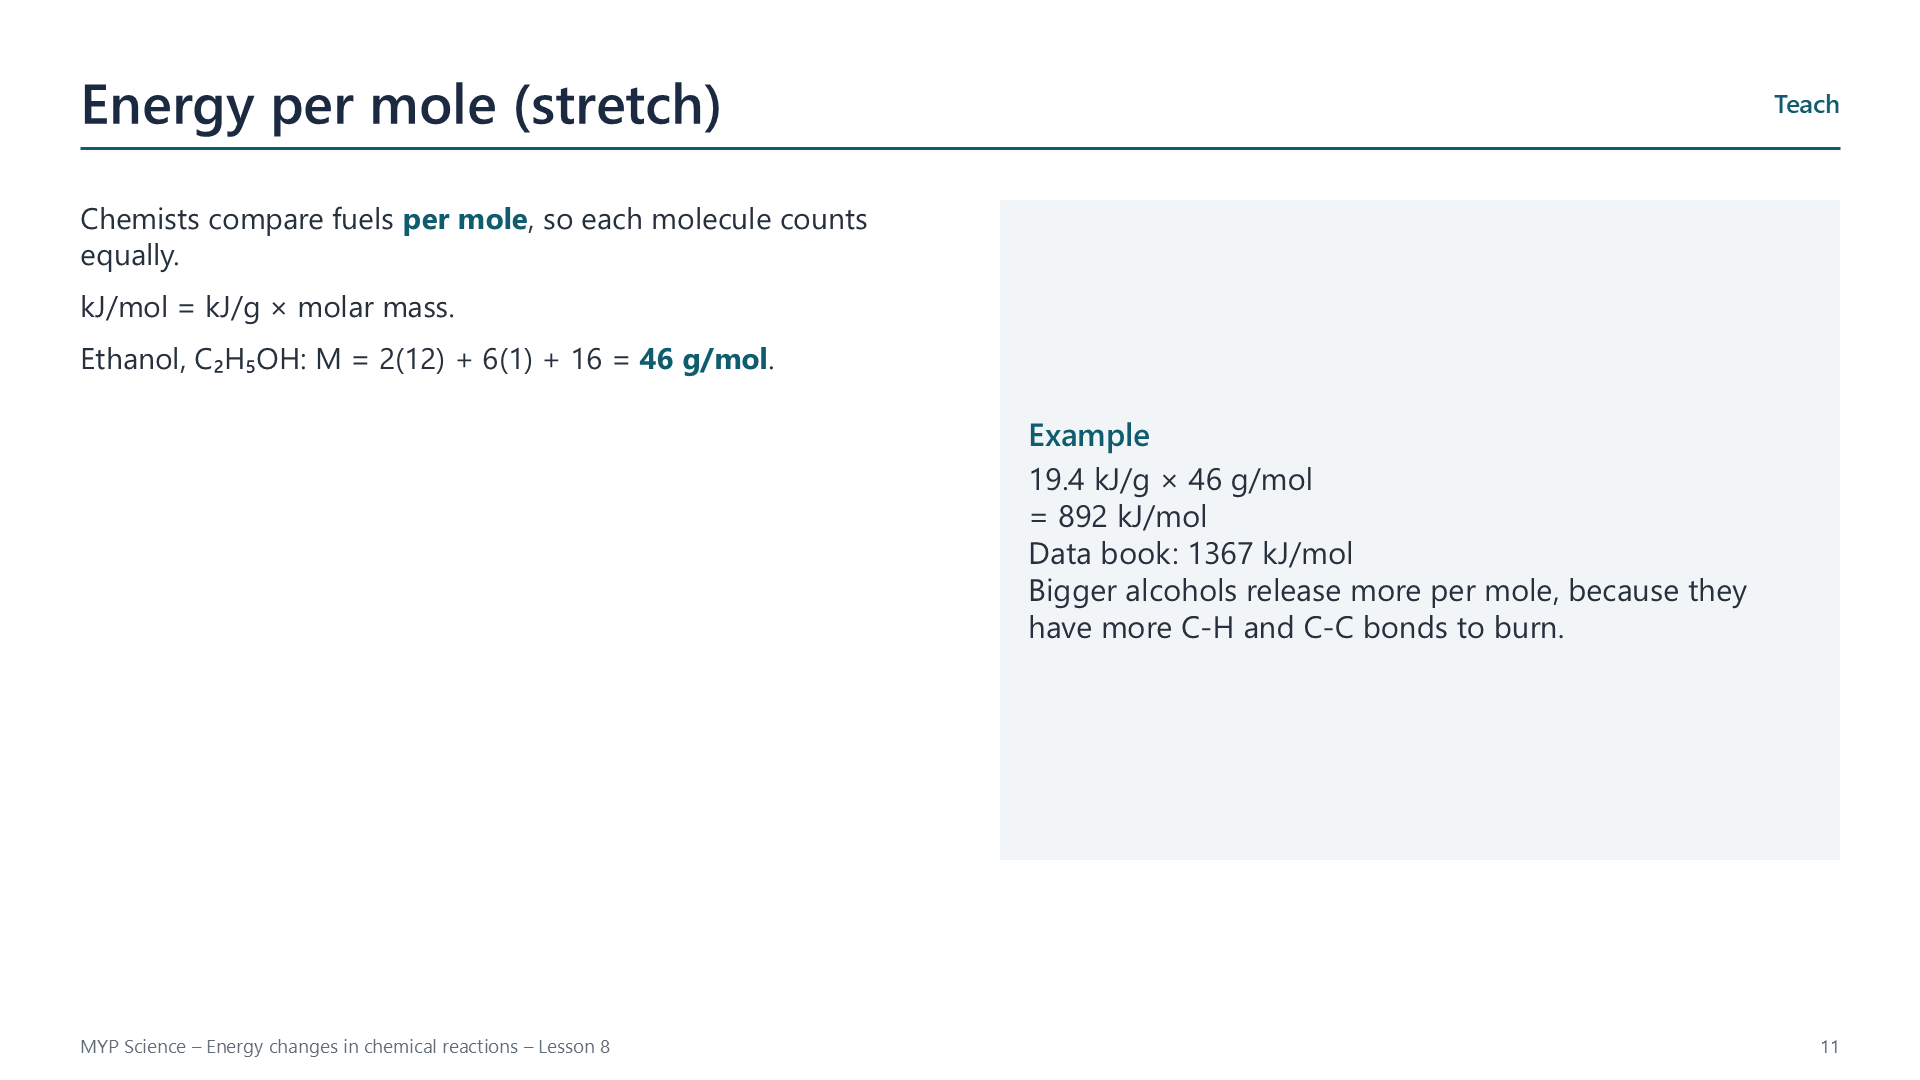 Energy per mole (stretch)
Teach
Chemists compare fuels per mole, so each molecule counts
equally.
kJ/mol = kJ/g × molar mass.
Ethanol, C₂H₅OH: M = 2(12) + 6(1) + 16 = 46 g/mol.
Example
19.4 kJ/g × 46 g/mol
= 892 kJ/mol
Data book: 1367 kJ/mol
Bigger alcohols release more per mole, because they
have more C-H and C-C bonds to burn.
MYP Science – Energy changes in chemical reactions – Lesson 8
11